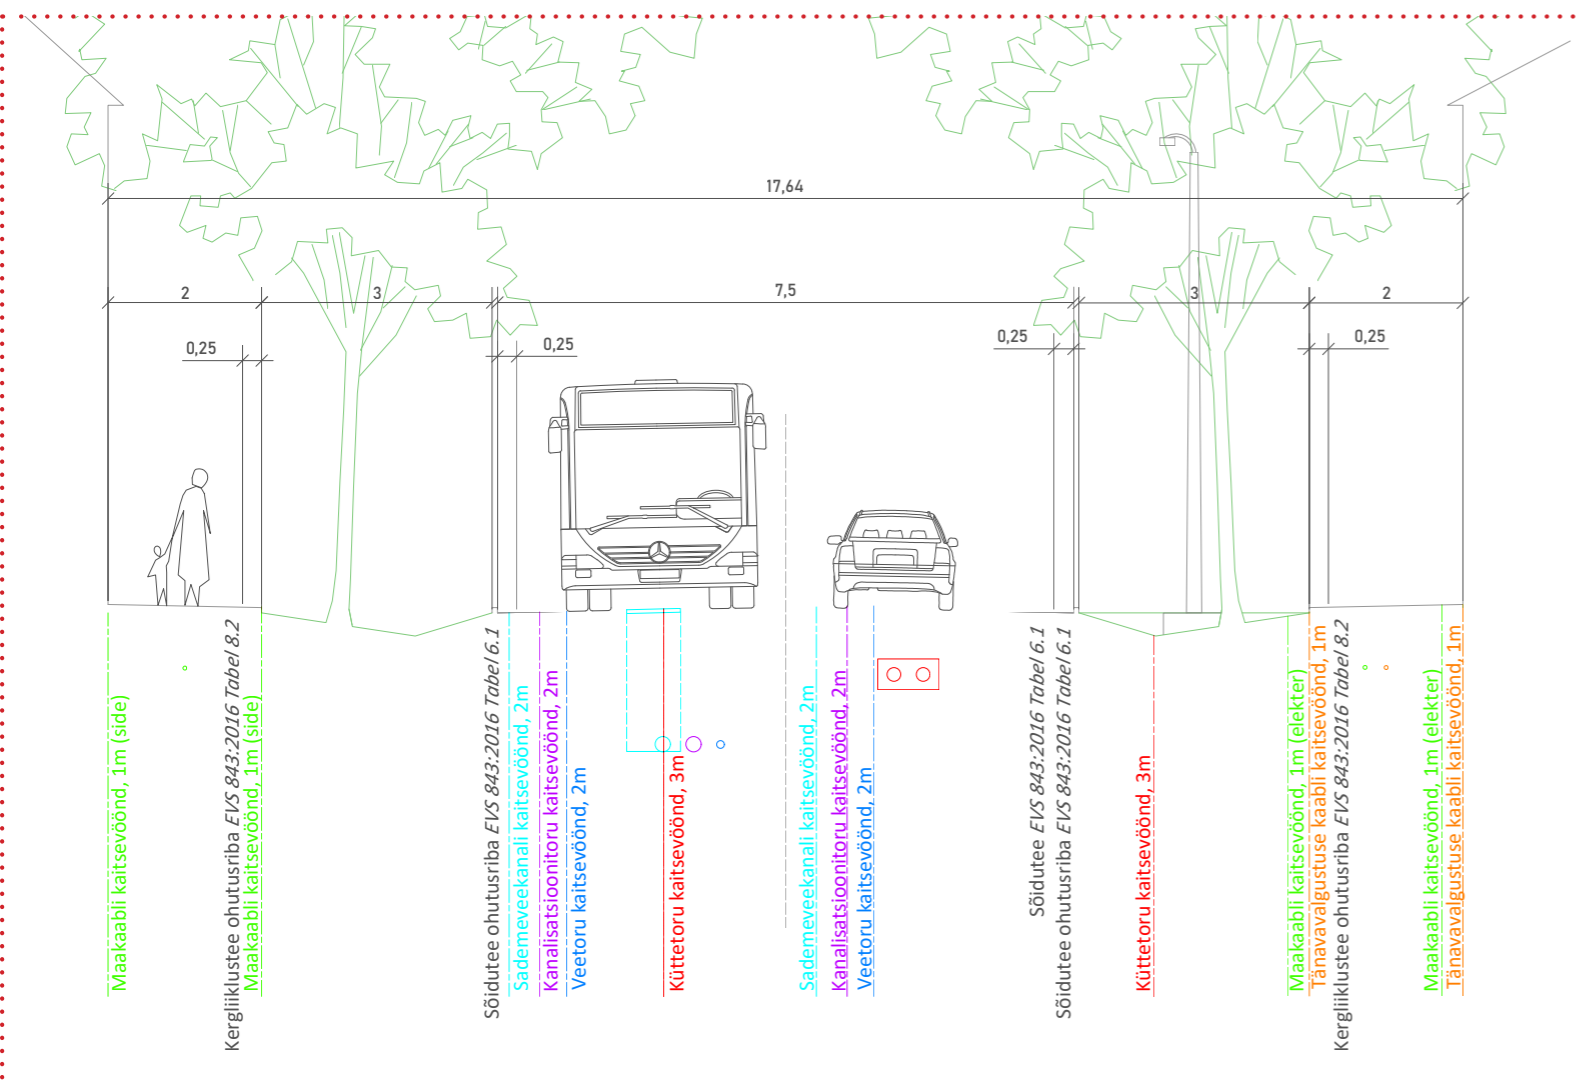 17,64
2
3
7,5
3
2
0,25
0,25
0,25
0,25
Maakaabli kaitsevöönd, 1m (side)
Kergliiklustee ohutusriba EVS 843:2016 Tabel 8.2
Maakaabli kaitsevöönd, 1m (side)
Sõidutee ohutusriba EVS 843:2016 Tabel 6.1
Sademeveekanali kaitsevöönd, 2m
Kanalisatsioonitoru kaitsevöönd, 2m
Veetoru kaitsevöönd, 2m
Küttetoru kaitsevöönd, 3m
Sademeveekanali kaitsevöönd, 2m
Kanalisatsioonitoru kaitsevöönd, 2m
Veetoru kaitsevöönd, 2m
Sõidutee EVS 843:2016 Tabel 6.1
Sõidutee ohutusriba EVS 843:2016 Tabel 6.1
Küttetoru kaitsevöönd, 3m
Maakaabli kaitsevöönd, 1m (elekter)
Tänavavalgustuse kaabli kaitsevöönd, 1m
Kergliiklustee ohutusriba EVS 843:2016 Tabel 8.2
Maakaabli kaitsevöönd, 1m (elekter)
Tänavavalgustuse kaabli kaitsevöönd, 1m